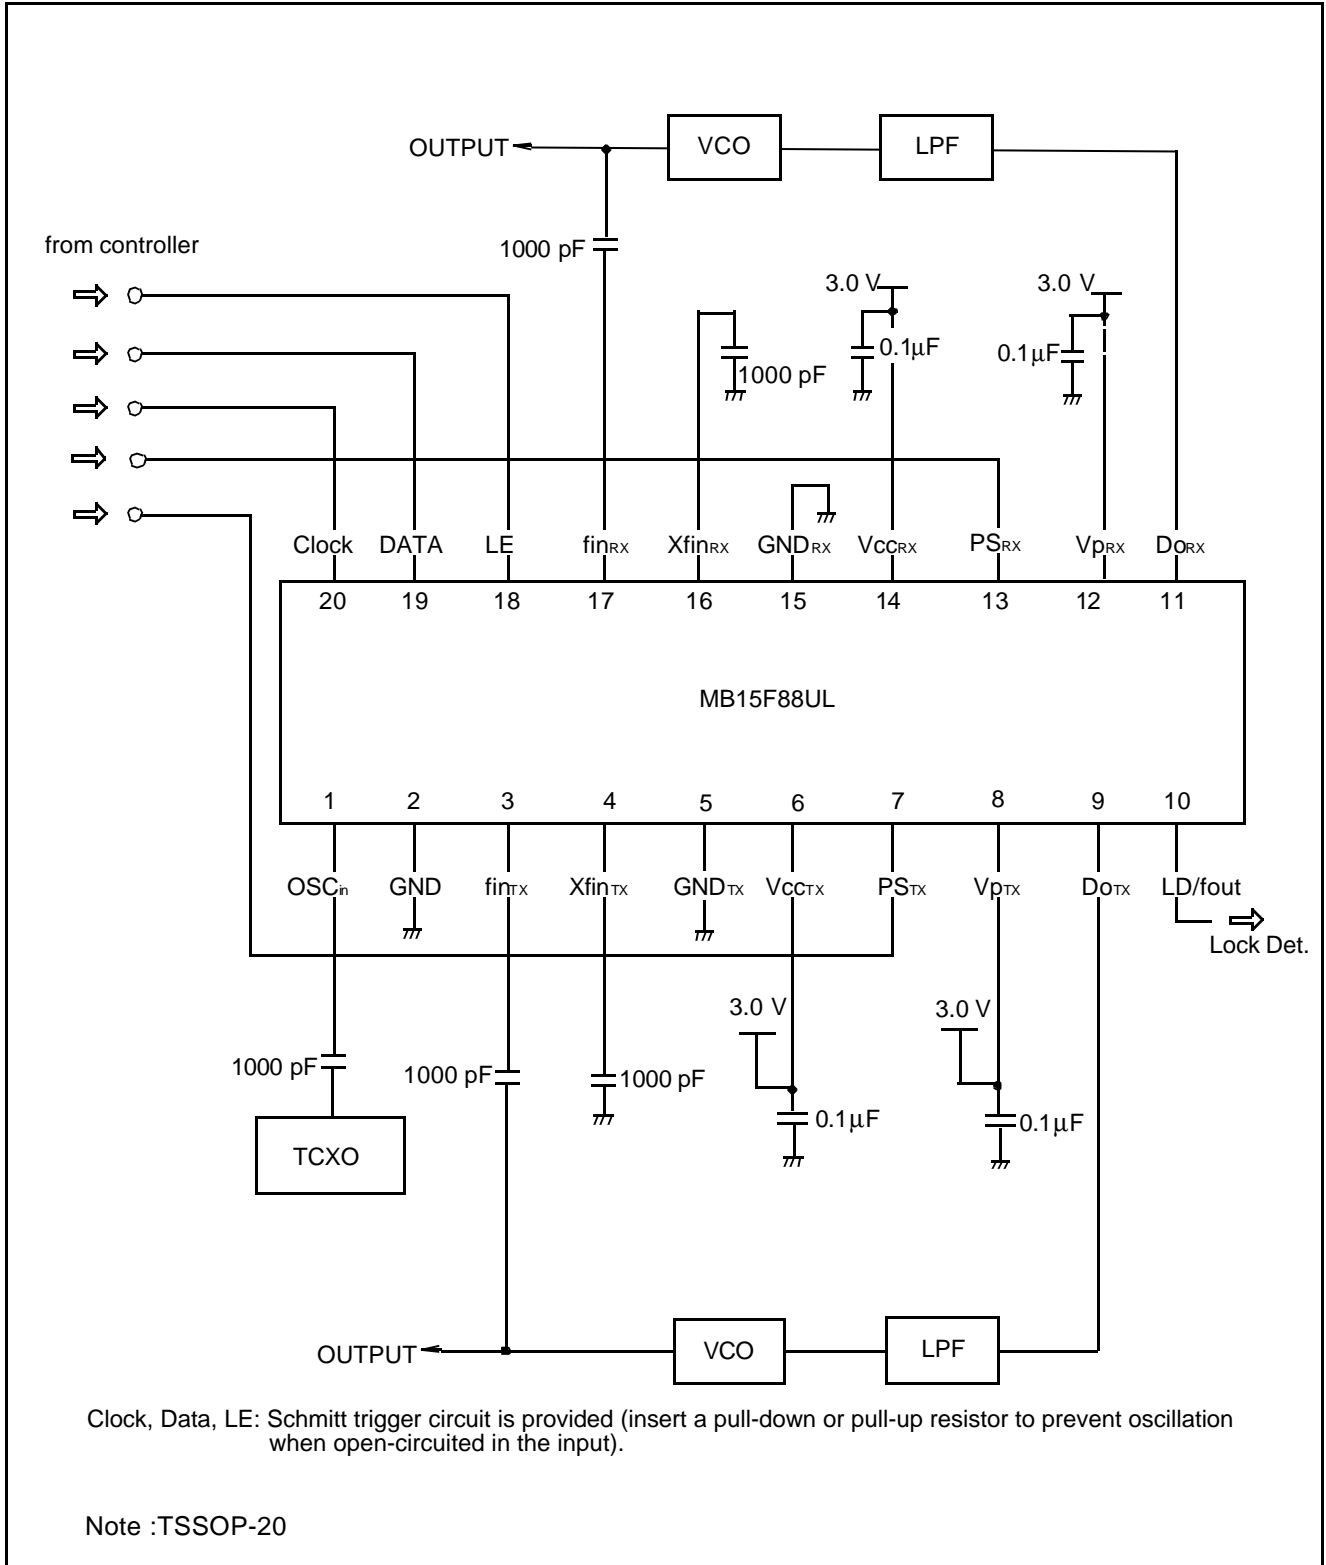 OUTPUT
VCO
LPF
from controller
1000 pF
3.0 V
3.0 V
0.1μF
0.1μF
1000 pF
Clock DATA LE finRX XfinRX GNDRX VccRX PSRX VpRX DoRX
20 19 18 17 16 15 14 13 12 11
MB15F88UL
1 2 3 4 5 6 7 8 9 10
OSCin GND finTX XfinTX GNDTX VccTX PSTX VpTX DoTX LD/fout
Lock Det.
3.0 V
3.0 V
1000 pF
1000 pF
1000 pF
0.1μF
0.1μF
TCXO
OUTPUT
VCO
LPF
Clock, Data, LE: Schmitt trigger circuit is provided (insert a pull-down or pull-up resistor to prevent oscillation
when open-circuited in the input).
Note :TSSOP-20